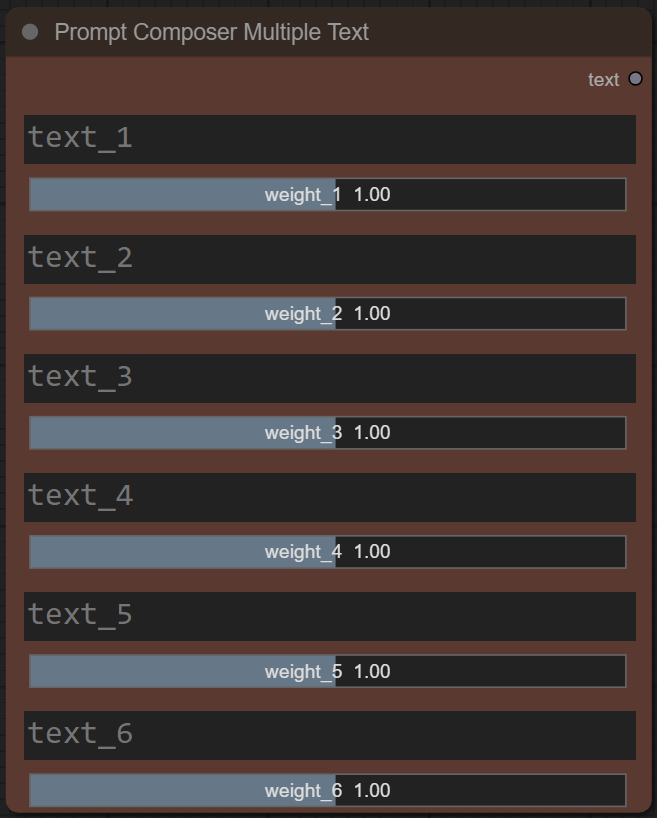 Prompt Composer Multiple Text
text
text_1
weight_1 1.00
text_2
weight_2 1.00
text_3
weight_3 1.00
text_4
weight_4 1.00
text_5
weight_5 1.00
text_6
weight_6 1.00